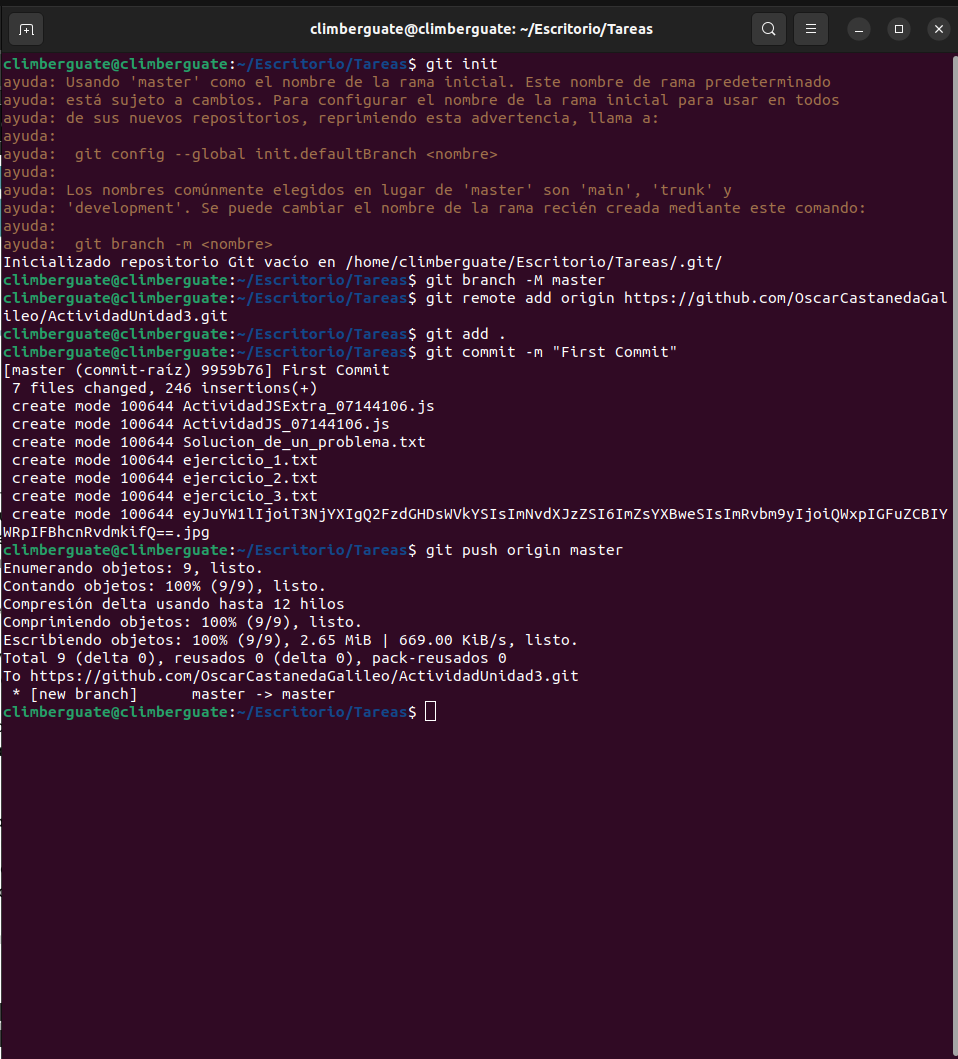 climberguate@climberguate: ~/Escritorio/Tareas
climberguate@climberguate:~/Escritorio/Tareas$ git init
ayuda: Usando 'master' como el nombre de la rama inicial. Este nombre de rama predeterminado
ayuda: está sujeto a cambios. Para configurar el nombre de la rama inicial para usar en todos
ayuda: de sus nuevos repositorios, reprimiendo esta advertencia, llama a:
ayuda:
ayuda:  git config --global init.defaultBranch <nombre>
ayuda:
ayuda: Los nombres comúnmente elegidos en lugar de 'master' son 'main', 'trunk' y
ayuda: 'development'. Se puede cambiar el nombre de la rama recién creada mediante este comando:
ayuda:
ayuda:  git branch -m <nombre>
Inicializado repositorio Git vacío en /home/climberguate/Escritorio/Tareas/.git/
climberguate@climberguate:~/Escritorio/Tareas$ git branch -M master
climberguate@climberguate:~/Escritorio/Tareas$ git remote add origin https://github.com/OscarCastanedaGal
ileo/ActividadUnidad3.git
climberguate@climberguate:~/Escritorio/Tareas$ git add .
climberguate@climberguate:~/Escritorio/Tareas$ git commit -m "First Commit"
[master (commit-raíz) 9959b76] First Commit
 7 files changed, 246 insertions(+)
 create mode 100644 ActividadJSExtra_07144106.js
 create mode 100644 ActividadJS_07144106.js
 create mode 100644 Solucion_de_un_problema.txt
 create mode 100644 ejercicio_1.txt
 create mode 100644 ejercicio_2.txt
 create mode 100644 ejercicio_3.txt
 create mode 100644 eyJuYW1lIjoiT3NjYXIgQ2FzdGHDsWVkYSIsImNvdXJzZSI6ImZsYXBweSIsImRvbm9yIjoiQWxpIGFuZCBIY
WRpIFBhcnRvdmkifQ==.jpg
climberguate@climberguate:~/Escritorio/Tareas$ git push origin master
Enumerando objetos: 9, listo.
Contando objetos: 100% (9/9), listo.
Compresión delta usando hasta 12 hilos
Comprimiendo objetos: 100% (9/9), listo.
Escribiendo objetos: 100% (9/9), 2.65 MiB | 669.00 KiB/s, listo.
Total 9 (delta 0), reusados 0 (delta 0), pack-reusados 0
To https://github.com/OscarCastanedaGalileo/ActividadUnidad3.git
 * [new branch]      master -> master
climberguate@climberguate:~/Escritorio/Tareas$